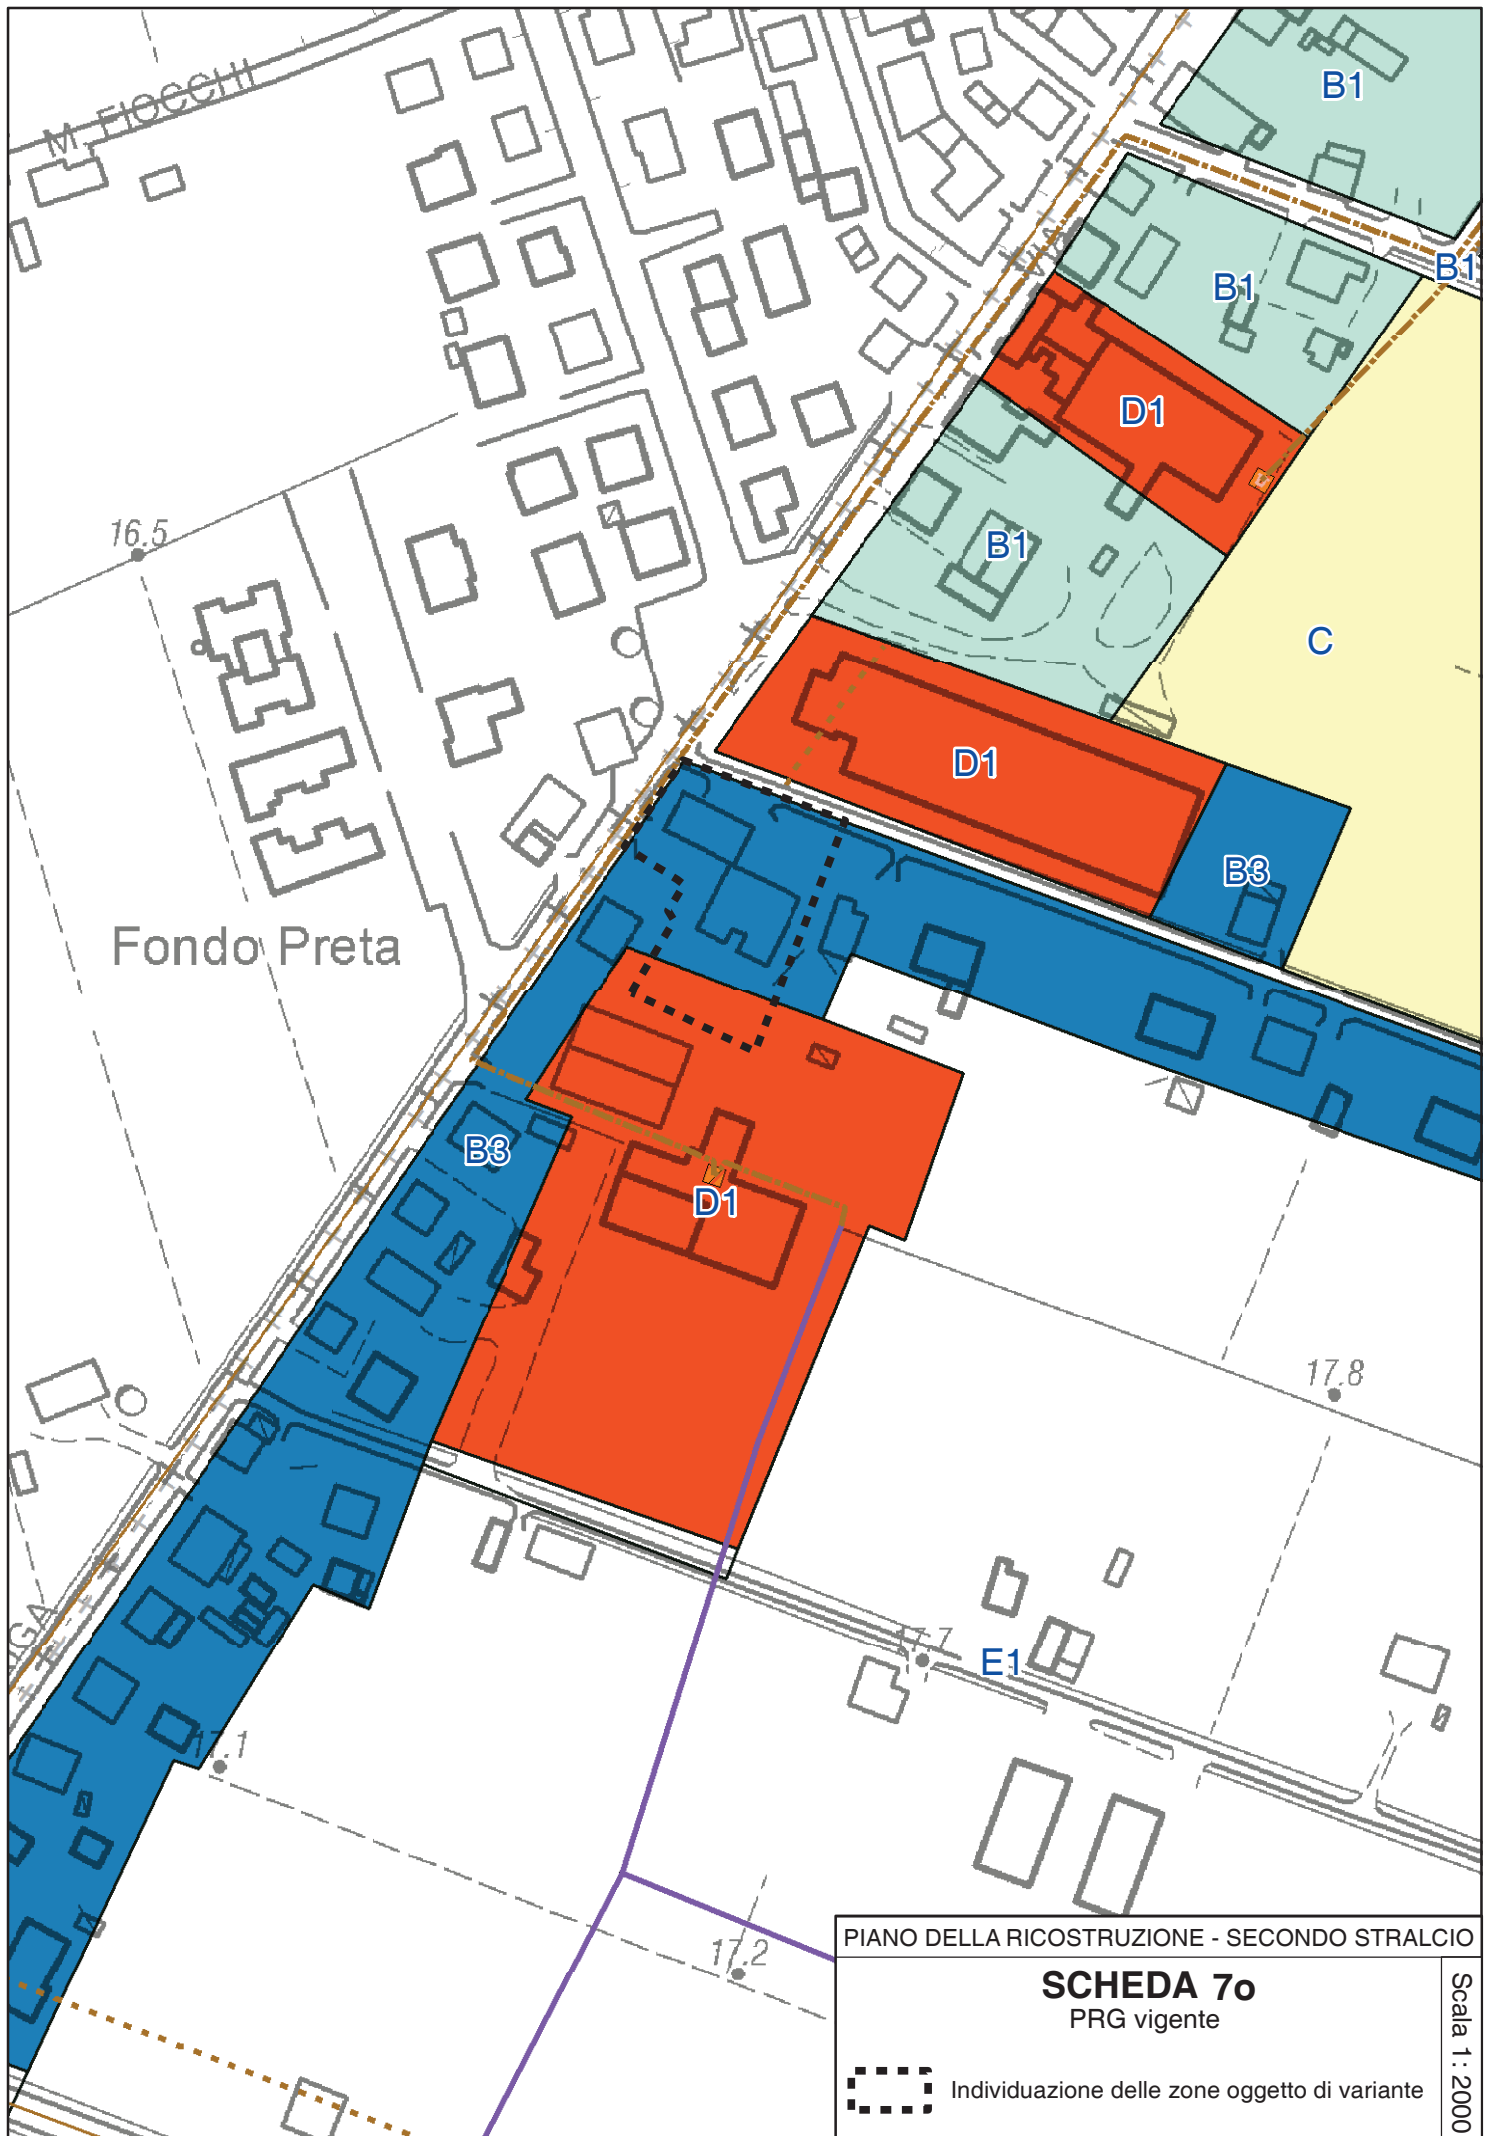 M. FIOCCHI
B1
B1
B1
D1
16.5
B1
C
D1
B3
Fondo Preta
B3
D1
17.8
17.7
E1
17.1
17.2
PIANO DELLA RICOSTRUZIONE - SECONDO STRALCIO
SCHEDA 7o
PRG vigente
Individuazione delle zone oggetto di variante
Scala 1: 2000